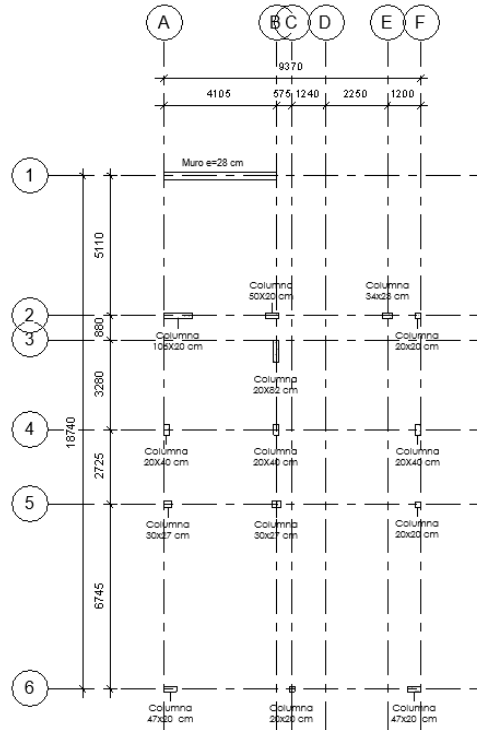 A B C D E F
9370
4105 575 1240 2250 1200
Muro e=28 cm
1
5110
Columna
50X20 cm
Columna
34x28 cm
2
Columna
106X20 cm
Columna
20x20 cm
880
3
3280
Columna
20X82 cm
18740
4
Columna
20X40 cm
Columna
20X40 cm
Columna
20X40 cm
2725
5
Columna
30x27 cm
Columna
30x27 cm
Columna
20x20 cm
6745
6
Columna
47x20 cm
Columna
20x20 cm
Columna
47x20 cm